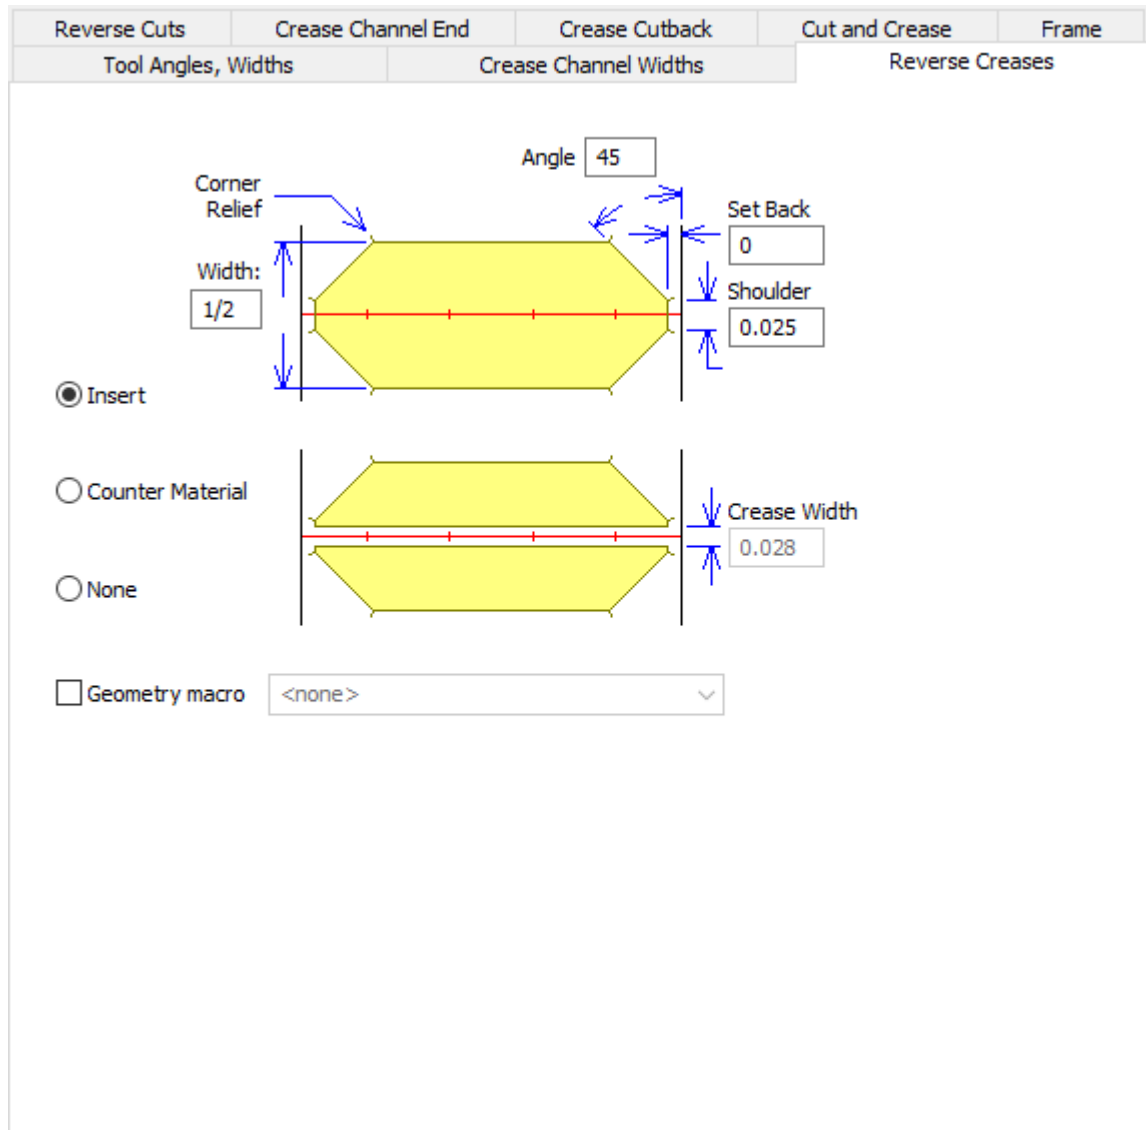 Reverse Cuts
Crease Channel End
Crease Cutback
Cut and Crease
Frame
Tool Angles, Widths
Crease Channel Widths
Reverse Creases
Angle 45
Corner
Relief
Set Back
0
Width:
1/2
Shoulder
0.025
Insert
Counter Material
Crease Width
0.028
None
Geometry macro <none>